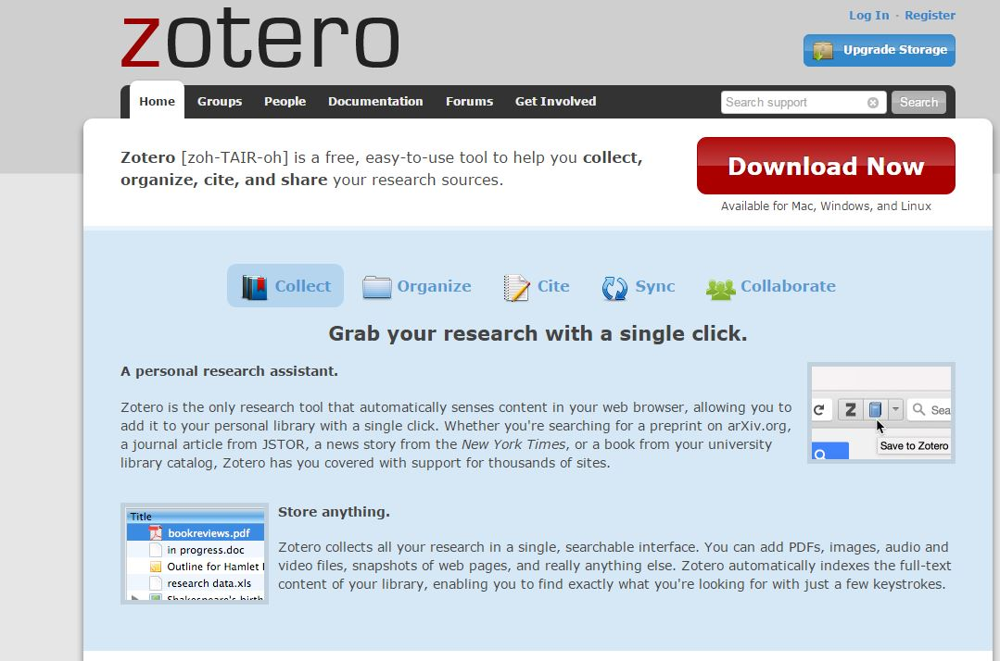 zotero
Log In · Register
Upgrade Storage
Home Groups People Documentation Forums Get Involved
Search support Search
Zotero [zoh-TAIR-oh] is a free, easy-to-use tool to help you collect,
organize, cite, and share your research sources.
Download Now
Available for Mac, Windows, and Linux
Collect Organize Cite Sync Collaborate
Grab your research with a single click.
A personal research assistant.
Zotero is the only research tool that automatically senses content in your web browser, allowing you to
add it to your personal library with a single click. Whether you're searching for a preprint on arXiv.org,
a journal article from JSTOR, a news story from the New York Times, or a book from your university
library catalog, Zotero has you covered with support for thousands of sites.
Z Sea
Save to Zotero
Title
bookreviews.pdf
in progress.doc
Outline for Hamlet
research data.xls
Shakespeare's birth
Store anything.
Zotero collects all your research in a single, searchable interface. You can add PDFs, images, audio and
video files, snapshots of web pages, and really anything else. Zotero automatically indexes the full-text
content of your library, enabling you to find exactly what you're looking for with just a few keystrokes.